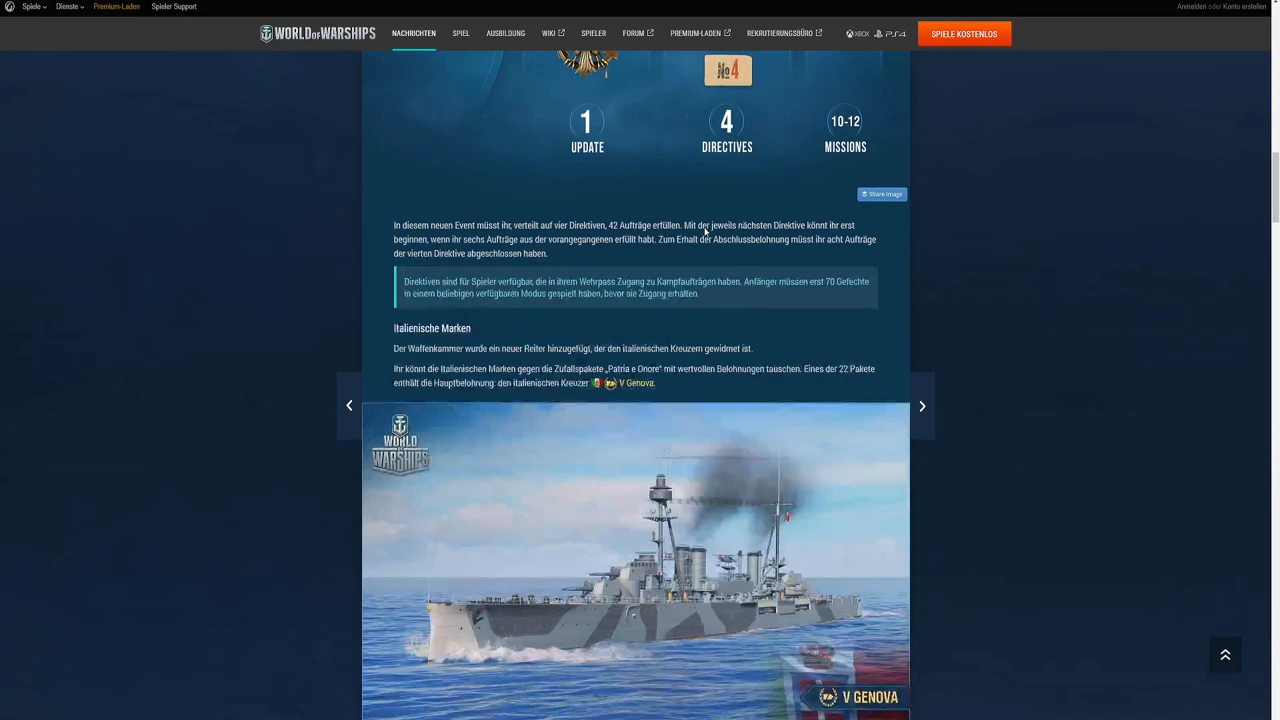 Spiele
Dienste
Premium-Laden
Spieler Support
Anmelden oder Konto erstellen
WORLD OF WARSHIPS
NACHRICHTEN
SPIEL
AUSBILDUNG
WIKI
SPIELER
FORUM
PREMIUM-LADEN
REKRUTIERUNGSBÜRO
XBOX
PS4
SPIELE KOSTENLOS
№4
1
4
10-12
UPDATE
DIRECTIVES
MISSIONS
Share Image
In diesem neuen Event müsst ihr, verteilt auf vier Direktiven, 42 Aufträge erfüllen. Mit der jeweils nächsten Direktive könnt ihr erst
beginnen, wenn ihr sechs Aufträge aus der vorangegangenen erfüllt habt. Zum Erhalt der Abschlussbelohnung müsst ihr acht Aufträge
der vierten Direktive abgeschlossen haben.
Direktiven sind für Spieler verfügbar, die in ihrem Wehrpass Zugang zu Kampfaufträgen haben. Anfänger müssen erst 70 Gefechte
in einem beliebigen verfügbaren Modus gespielt haben, bevor sie Zugang erhalten.
Italienische Marken
Der Waffenkammer wurde ein neuer Reiter hinzugefügt, der den italienischen Kreuzern gewidmet ist.
Ihr könnt die Italienischen Marken gegen die Zufallspakete „Patria e Onore“ mit wertvollen Belohnungen tauschen. Eines der 22 Pakete
enthält die Hauptbelohnung: den italienischen Kreuzer VII V Genova.
WORLD
OF
WARSHIPS
VII V GENOVA